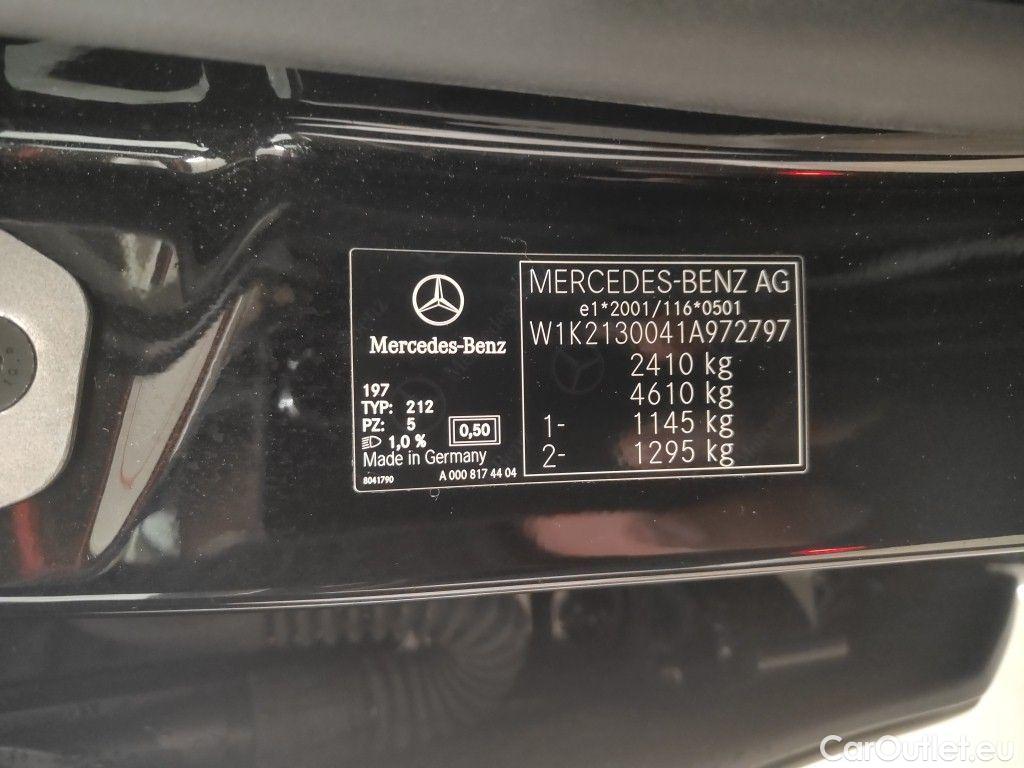 Mercedes-Benz
197
TYP: 212
PZ: 5
1,0 %
0,50
Made in Germany
8041790
A 000 817 44 04
MERCEDES-BENZ AG
e1*2001/116*0501
W1K2130041A972797
2410 kg
4610 kg
1- 1145 kg
2- 1295 kg
CarOutlet.eu